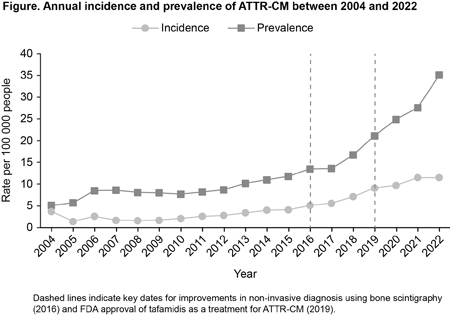 Figure. Annual incidence and prevalence of ATTR-CM between 2004 and 2022
Incidence Prevalence
Rate per 100 000 people
40
35
30
25
20
15
10
5
0
2004 2005 2006 2007 2008 2009 2010 2011 2012 2013 2014 2015 2016 2017 2018 2019 2020 2021 2022
Year
Dashed lines indicate key dates for improvements in non-invasive diagnosis using bone scintigraphy
(2016) and FDA approval of tafamidis as a treatment for ATTR-CM (2019).